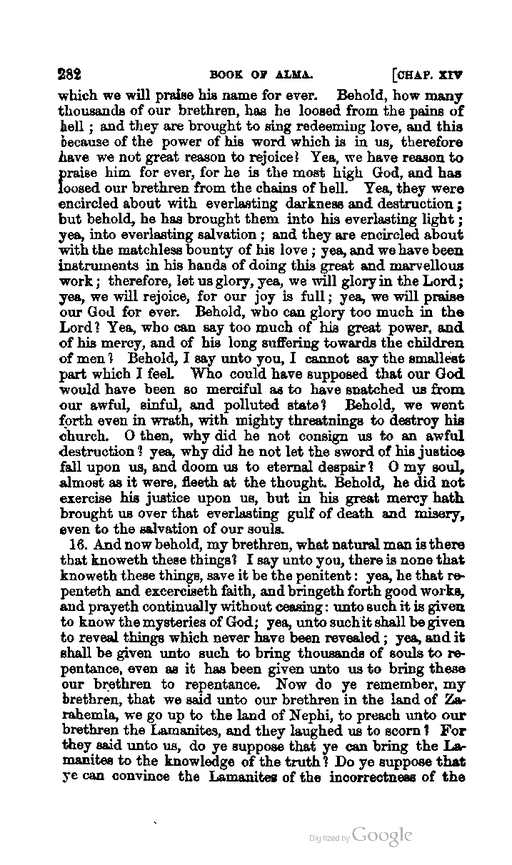 282 BOOK OF ALMA. [CHAP. XIV
which we will praise his name for ever. Behold, how many
thousands of our brethren, has he loosed from the pains of
hell ; and they are brought to sing redeeming love, and this
because of the power of his word which is in us, therefore
have we not great reason to rejoice? Yea, we have reason to
praise him for ever, for he is the most high God, and has
loosed our brethren from the chains of hell. Yea, they were
encircled about with everlasting darkness and destruction ;
but behold, he has brought them into his everlasting light ;
yea, into everlasting salvation ; and they are encircled about
with the matchless bounty of his love ; yea, and we have been
instruments in his hands of doing this great and marvellous
work ; therefore, let us glory, yea, we will glory in the Lord ;
yea, we will rejoice, for our joy is full ; yea, we will praise
our God for ever. Behold, who can glory too much in the
Lord? Yea, who can say too much of his great power, and
of his mercy, and of his long suffering towards the children
of men? Behold, I say unto you, I cannot say the smallest
part which I feel. Who could have supposed that our God
would have been so merciful as to have snatched us from
our awful, sinful, and polluted state? Behold, we went
forth even in wrath, with mighty threatnings to destroy his
church. O then, why did he not consign us to an awful
destruction? yea, why did he not let the sword of his justice
fall upon us, and doom us to eternal despair? O my soul,
almost as it were, fleeth at the thought. Behold, he did not
exercise his justice upon us, but in his great mercy hath
brought us over that everlasting gulf of death and misery,
even to the salvation of our souls.
16. And now behold, my brethren, what natural man is there
that knoweth these things? I say unto you, there is none that
knoweth these things, save it be the penitent : yea, he that re-
penteth and excerciseth faith, and bringeth forth good works,
and prayeth continually without ceasing : unto such it is given
to know the mysteries of God; yea, unto such it shall be given
to reveal things which never have been revealed ; yea, and it
shall be given unto such to bring thousands of souls to re-
pentance, even as it has been given unto us to bring these
our brethren to repentance. Now do ye remember, my
brethren, that we said unto our brethren in the land of Za-
rahemla, we go up to the land of Nephi, to preach unto our
brethren the Lamanites, and they laughed us to scorn? For
they said unto us, do ye suppose that ye can bring the La-
manites to the knowledge of the truth? Do ye suppose that
ye can convince the Lamanites of the incorrectness of the
Digitized by Google